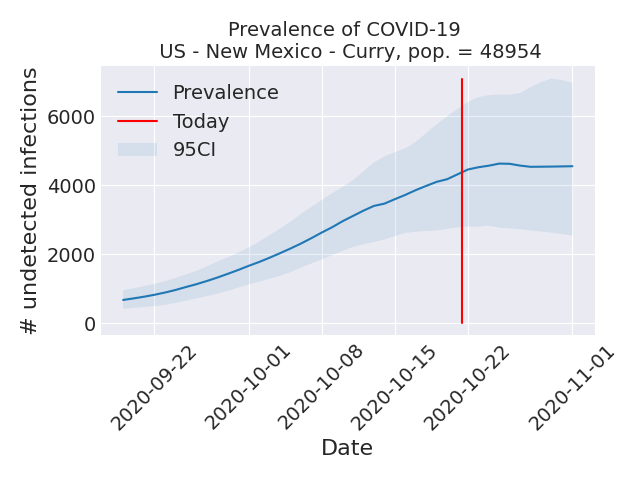 Prevalence of COVID-19
US - New Mexico - Curry, pop. = 48954
# undetected infections
6000
4000
2000
0
Prevalence
Today
95CI
2020-09-22
2020-10-01
2020-10-08
2020-10-15
2020-10-22
2020-11-01
Date